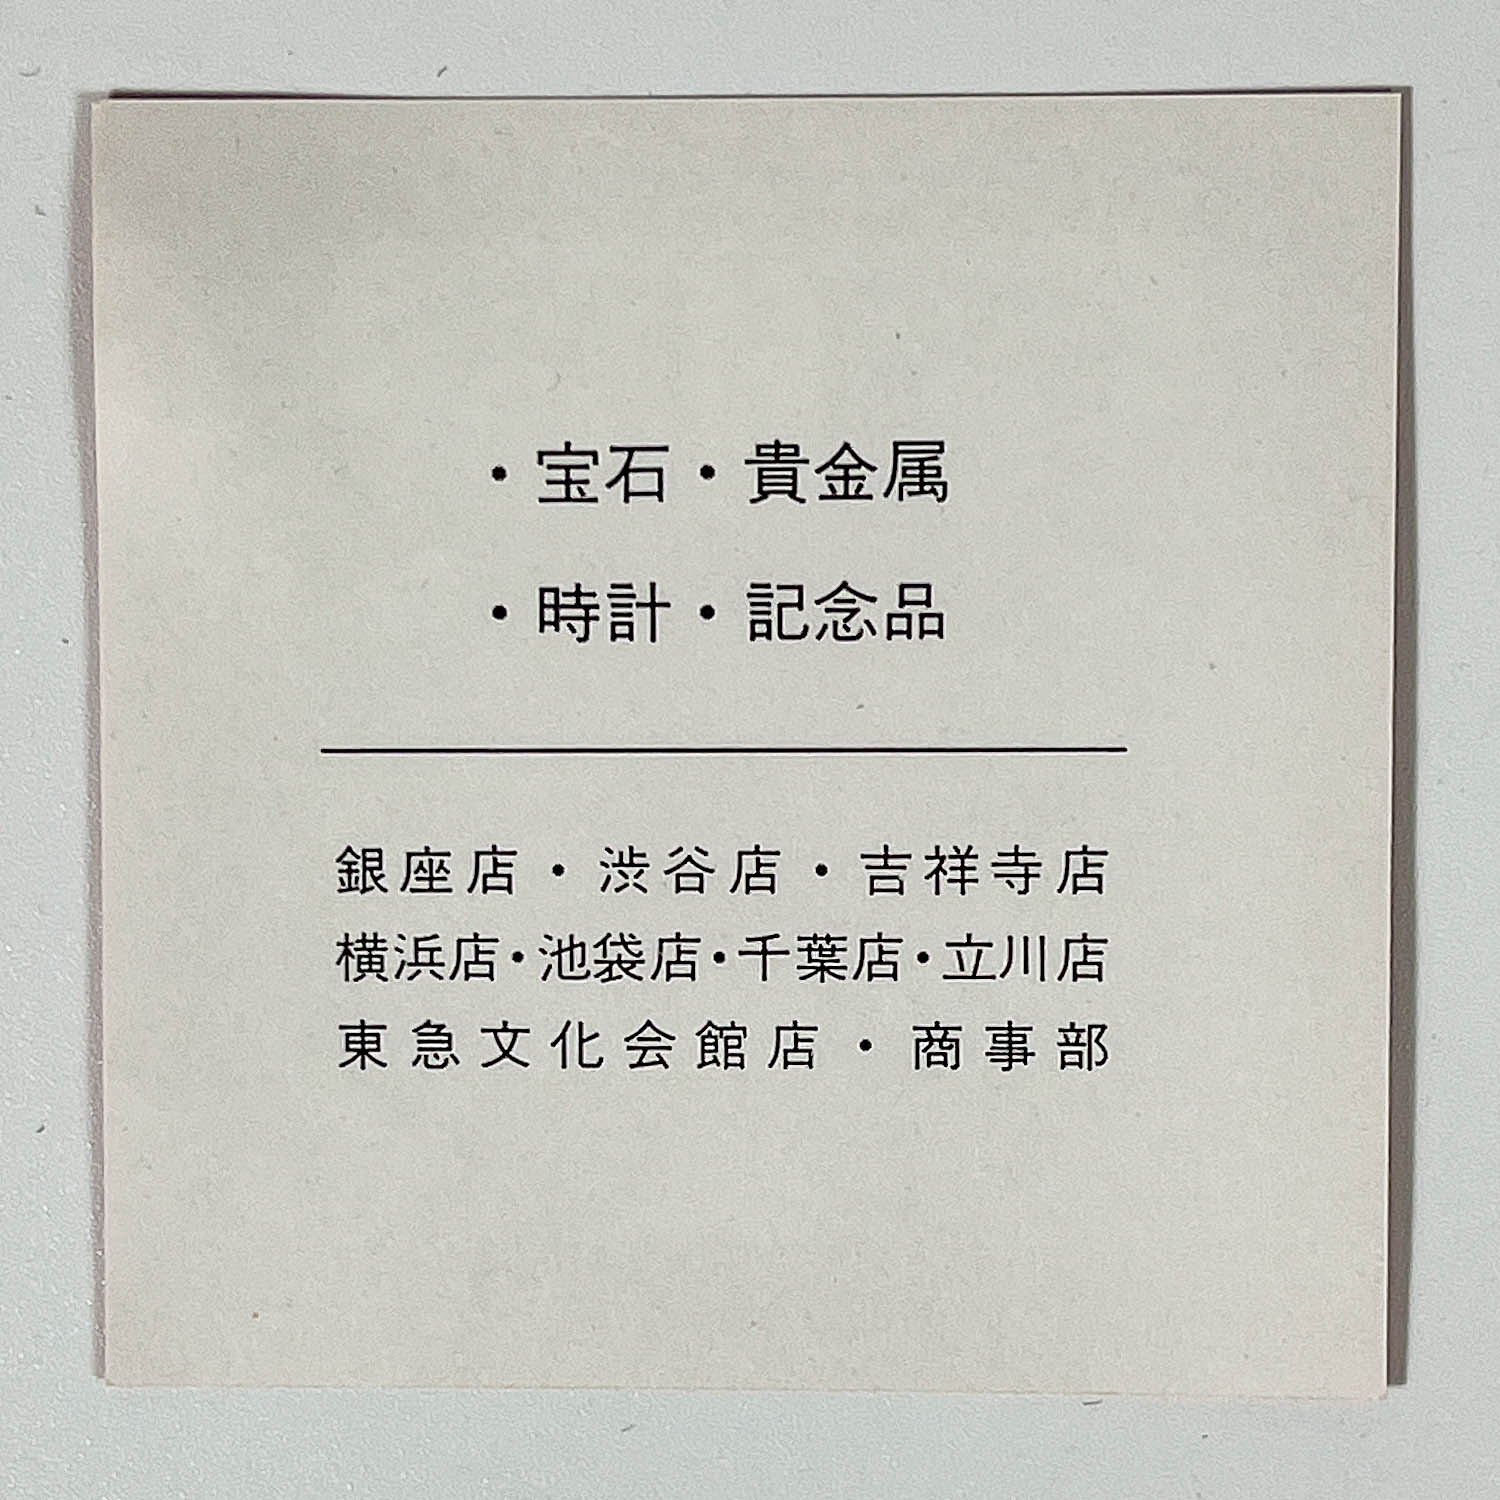 ・宝石・貴金属
・時計・記念品
銀座店・渋谷店・吉祥寺店
横浜店・池袋店・千葉店・立川店
東急文化会館店・商事部